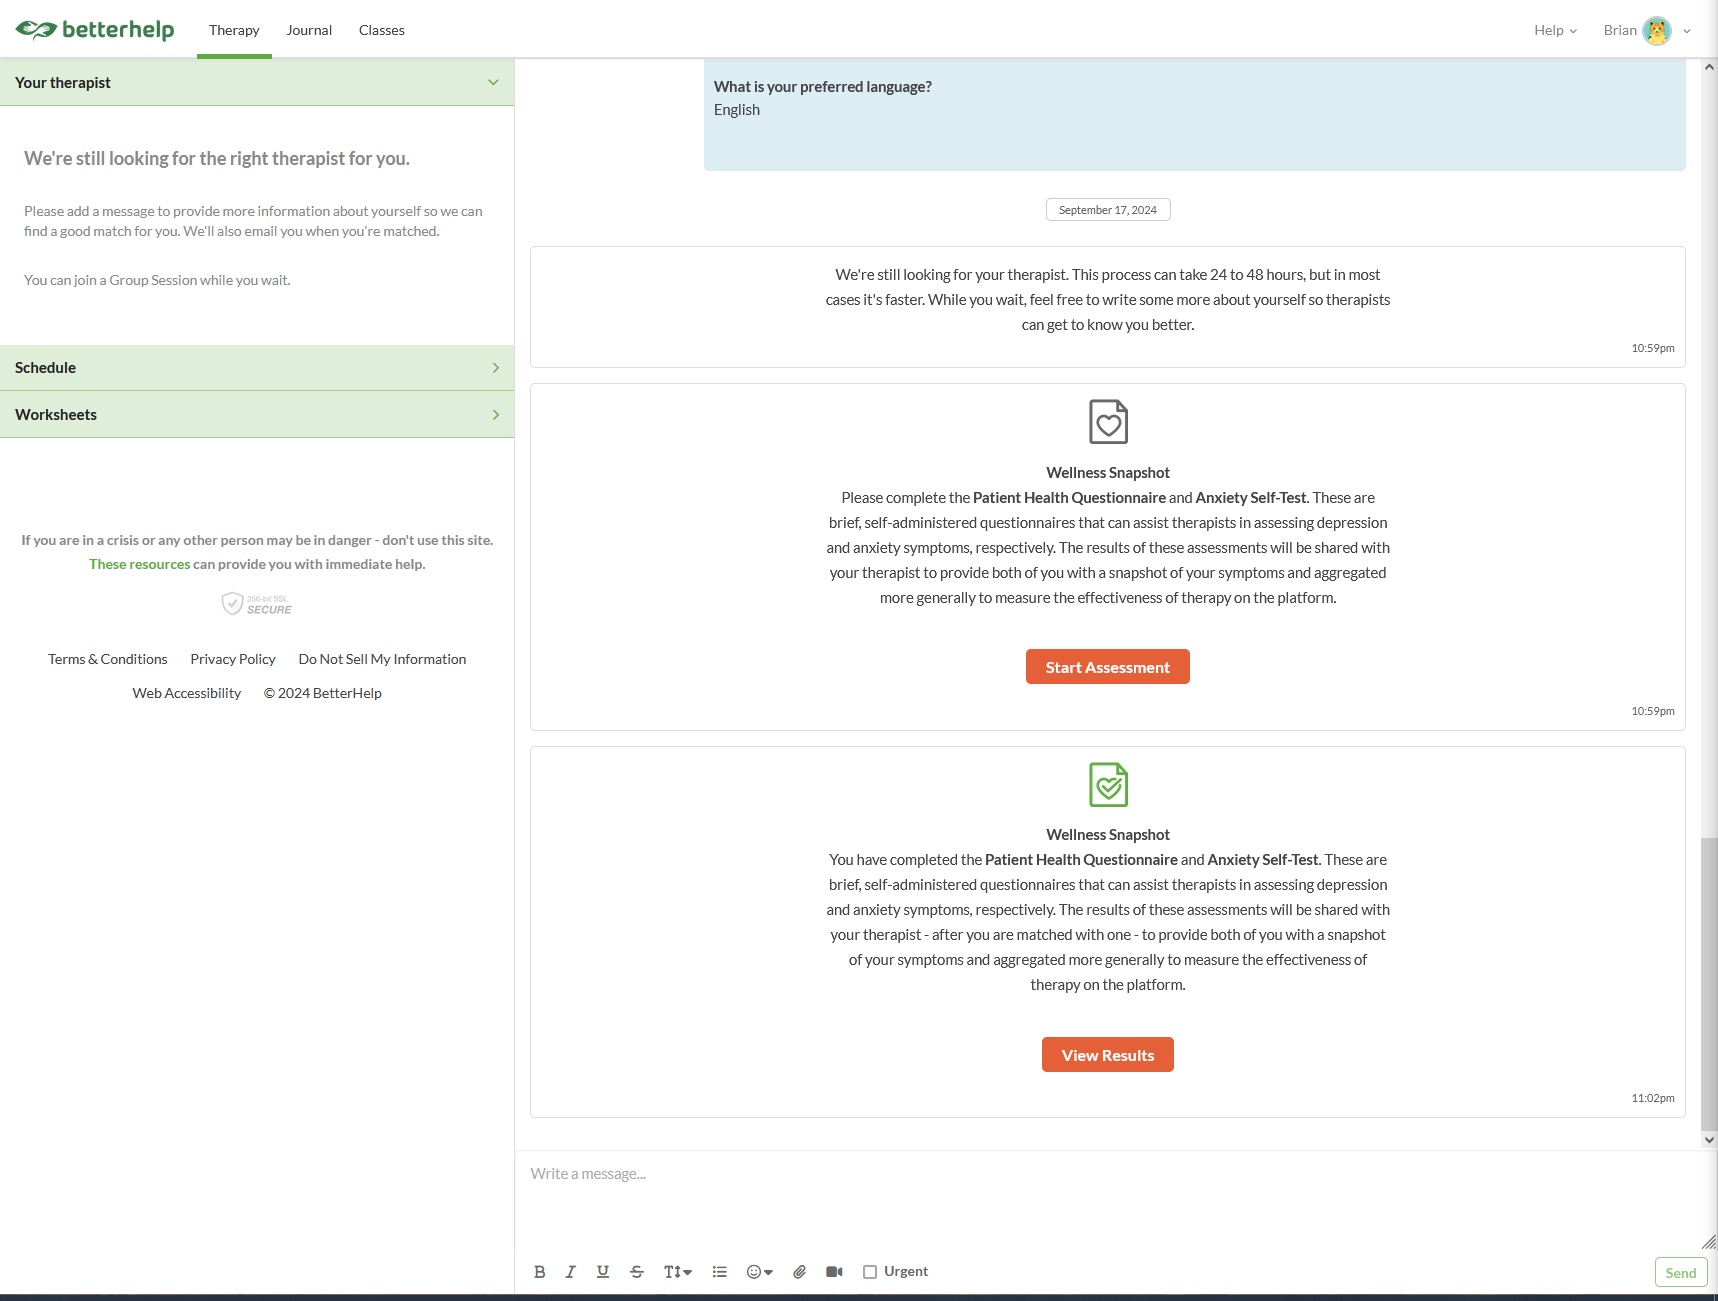 betterhelp
Therapy
Journal
Classes
Help
Brian
Your therapist
We're still looking for the right therapist for you.
Please add a message to provide more information about yourself so we can
find a good match for you. We'll also email you when you're matched.
You can join a Group Session while you wait.
Schedule
Worksheets
If you are in a crisis or any other person may be in danger - don't use this site.
These resources can provide you with immediate help.
256-bit SSL
SECURE
Terms & Conditions
Privacy Policy
Do Not Sell My Information
Web Accessibility
© 2024 BetterHelp
What is your preferred language?
English
September 17, 2024
We're still looking for your therapist. This process can take 24 to 48 hours, but in most
cases it's faster. While you wait, feel free to write some more about yourself so therapists
can get to know you better.
10:59pm
Wellness Snapshot
Please complete the Patient Health Questionnaire and Anxiety Self-Test. These are
brief, self-administered questionnaires that can assist therapists in assessing depression
and anxiety symptoms, respectively. The results of these assessments will be shared with
your therapist to provide both of you with a snapshot of your symptoms and aggregated
more generally to measure the effectiveness of therapy on the platform.
Start Assessment
10:59pm
Wellness Snapshot
You have completed the Patient Health Questionnaire and Anxiety Self-Test. These are
brief, self-administered questionnaires that can assist therapists in assessing depression
and anxiety symptoms, respectively. The results of these assessments will be shared with
your therapist - after you are matched with one - to provide both of you with a snapshot
of your symptoms and aggregated more generally to measure the effectiveness of
therapy on the platform.
View Results
11:02pm
Write a message...
B I U S T
Urgent
Send